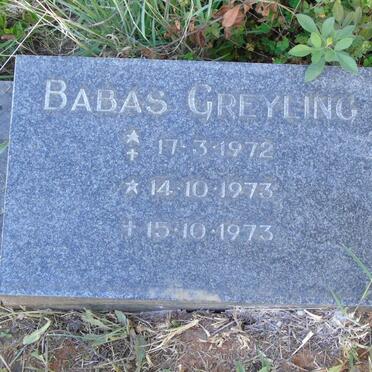 BABAS GREYLING
* † 17·3·1972
* 14·10·1973
† 15·10·1973